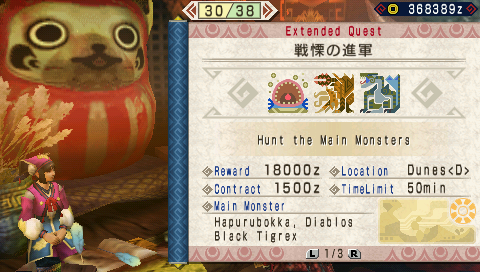 30/38
368389z
Extended Quest
戦慄の進軍
Hunt the Main Monsters
Reward 18000z
Location Dunes<D>
Contract 1500z
TimeLimit 50min
Main Monster
Hapurubokka, Diablos
Black Tigrex
L 1/3 R